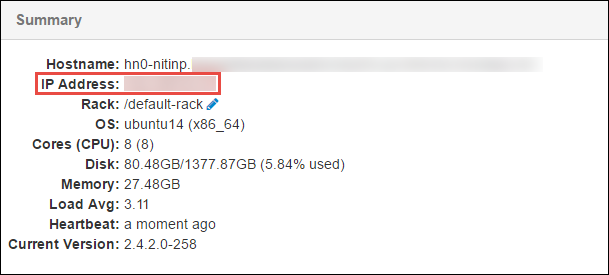 Summary
Hostname: hn0-nitinp.
IP Address:
Rack: /default-rack
OS: ubuntu14 (x86_64)
Cores (CPU): 8 (8)
Disk: 80.48GB/1377.87GB (5.84% used)
Memory: 27.48GB
Load Avg: 3.11
Heartbeat: a moment ago
Current Version: 2.4.2.0-258